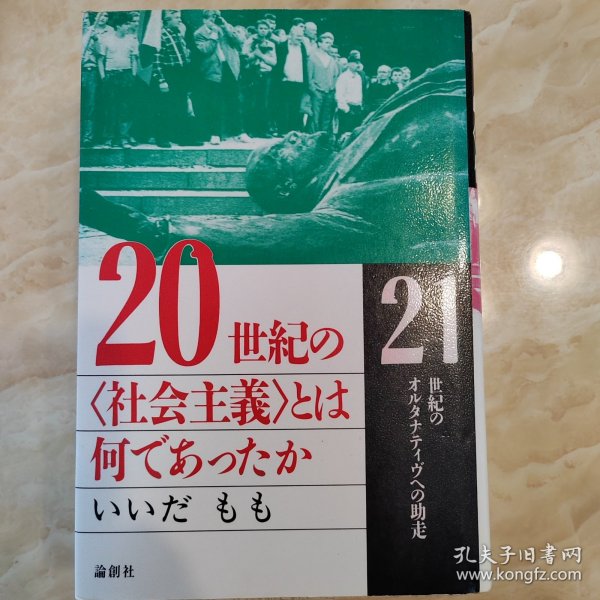 20世紀の
〈社会主義〉とは
何であったか
いいだ もも
論創社
21
世紀の
オルタナティヴへの助走
孔夫子旧书网
www.kongfz.com